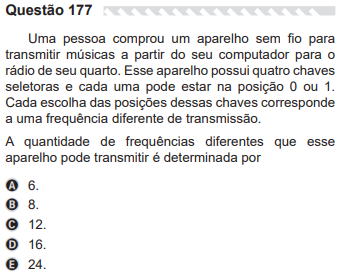 Questão 177
Uma pessoa comprou um aparelho sem fio para
transmitir músicas a partir do seu computador para o
rádio de seu quarto. Esse aparelho possui quatro chaves
seletoras e cada uma pode estar na posição 0 ou 1.
Cada escolha das posições dessas chaves corresponde
a uma frequência diferente de transmissão.
A quantidade de frequências diferentes que esse
aparelho pode transmitir é determinada por
A 6.
B 8.
C 12.
D 16.
E 24.